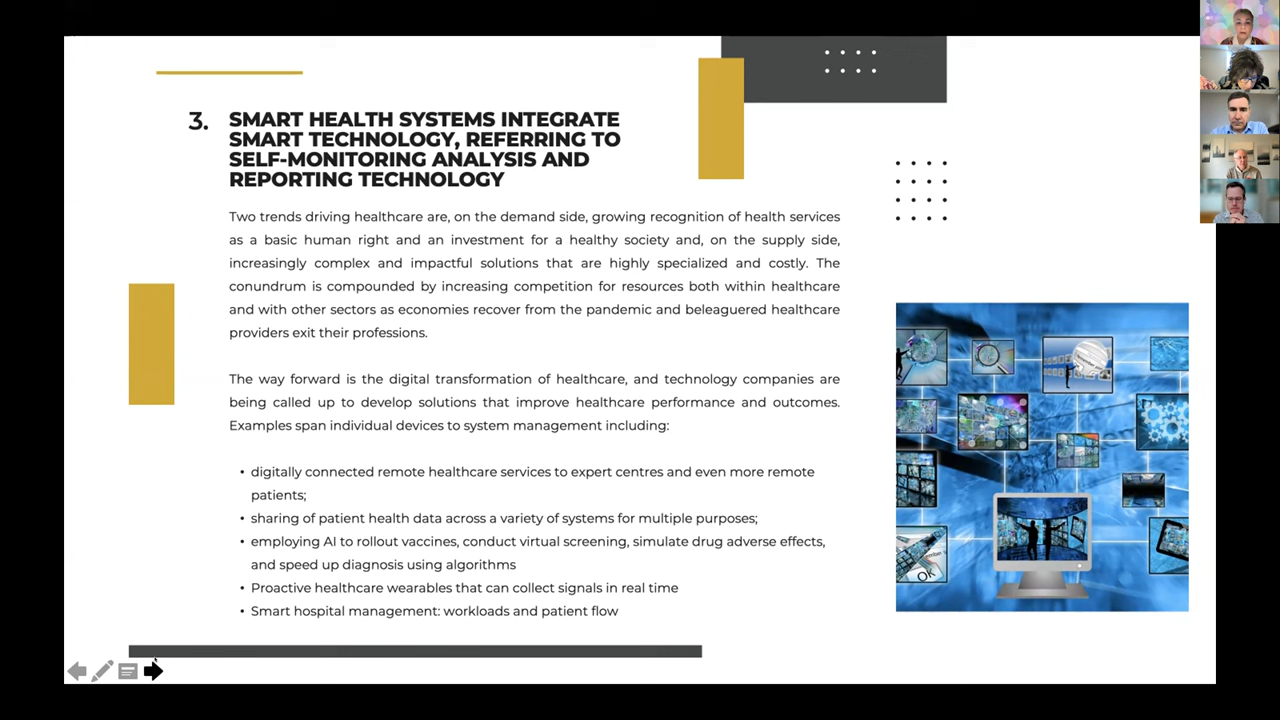 3. SMART HEALTH SYSTEMS INTEGRATE
SMART TECHNOLOGY, REFERRING TO
SELF-MONITORING ANALYSIS AND
REPORTING TECHNOLOGY
Two trends driving healthcare are, on the demand side, growing recognition of health services
as a basic human right and an investment for a healthy society and, on the supply side,
increasingly complex and impactful solutions that are highly specialized and costly. The
conundrum is compounded by increasing competition for resources both within healthcare
and with other sectors as economies recover from the pandemic and beleaguered healthcare
providers exit their professions.
The way forward is the digital transformation of healthcare, and technology companies are
being called up to develop solutions that improve healthcare performance and outcomes.
Examples span individual devices to system management including:
• digitally connected remote healthcare services to expert centres and even more remote
patients;
• sharing of patient health data across a variety of systems for multiple purposes;
• employing AI to rollout vaccines, conduct virtual screening, simulate drug adverse effects,
and speed up diagnosis using algorithms
• Proactive healthcare wearables that can collect signals in real time
• Smart hospital management: workloads and patient flow
OK